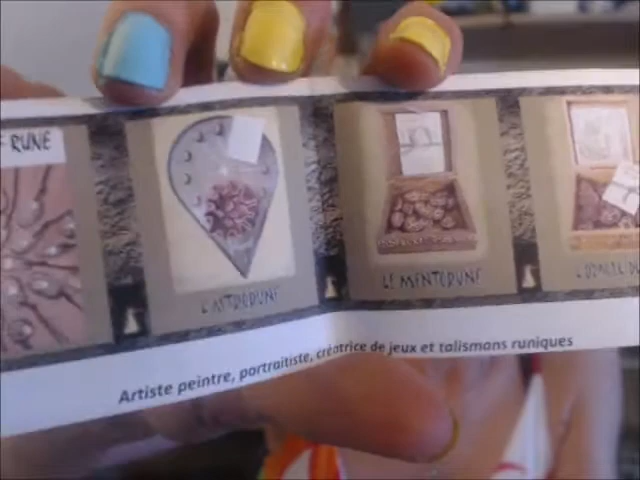 RUNE
L'ASTRORUNE
LE MENTORUNE
Artiste peintre, portraitiste, créatrice de jeux et talismans runiques